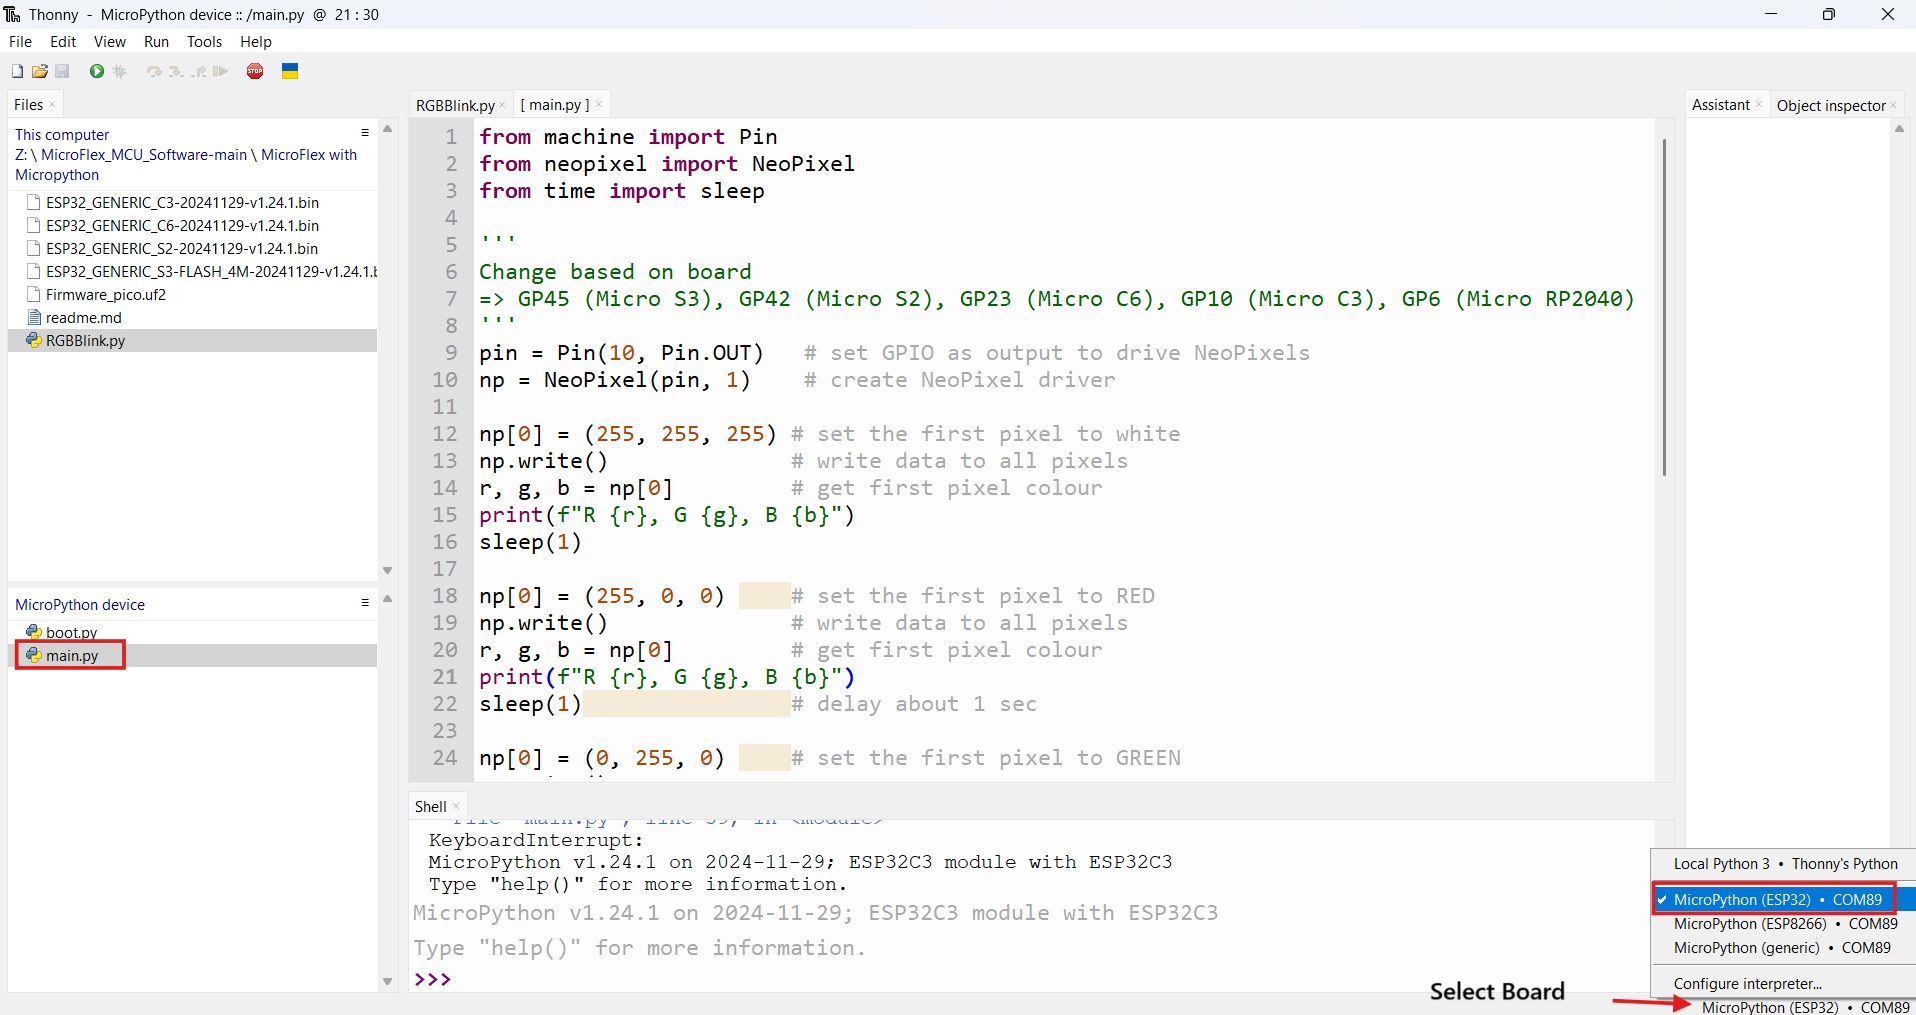 Thonny - MicroPython device :: /main.py @ 21 : 30
File Edit View Run Tools Help
STOP
Files
This computer
Z: \ MicroFlex_MCU_Software-main \ MicroFlex with
Micropython
ESP32_GENERIC_C3-20241129-v1.24.1.bin
ESP32_GENERIC_C6-20241129-v1.24.1.bin
ESP32_GENERIC_S2-20241129-v1.24.1.bin
ESP32_GENERIC_S3-FLASH_4M-20241129-v1.24.1.b
Firmware_pico.uf2
readme.md
RGBBlink.py
MicroPython device
boot.py
main.py
RGBBlink.py [ main.py ]
1 from machine import Pin
2 from neopixel import NeoPixel
3 from time import sleep
4
5 '''
6 Change based on board
7 => GP45 (Micro S3), GP42 (Micro S2), GP23 (Micro C6), GP10 (Micro C3), GP6 (Micro RP2040)
8 '''
9 pin = Pin(10, Pin.OUT) # set GPIO as output to drive NeoPixels
10 np = NeoPixel(pin, 1) # create NeoPixel driver
11
12 np[0] = (255, 255, 255) # set the first pixel to white
13 np.write() # write data to all pixels
14 r, g, b = np[0] # get first pixel colour
15 print(f"R {r}, G {g}, B {b}")
16 sleep(1)
17
18 np[0] = (255, 0, 0) # set the first pixel to RED
19 np.write() # write data to all pixels
20 r, g, b = np[0] # get first pixel colour
21 print(f"R {r}, G {g}, B {b}")
22 sleep(1) # delay about 1 sec
23
24 np[0] = (0, 255, 0) # set the first pixel to GREEN
Shell
File "main.py", line 39, in <module>
KeyboardInterrupt:
MicroPython v1.24.1 on 2024-11-29; ESP32C3 module with ESP32C3
Type "help()" for more information.
MicroPython v1.24.1 on 2024-11-29; ESP32C3 module with ESP32C3
Type "help()" for more information.
>>>
Assistant Object inspector
Local Python 3 • Thonny's Python
MicroPython (ESP32) • COM89
MicroPython (ESP8266) • COM89
MicroPython (generic) • COM89
Configure interpreter...
Select Board
MicroPython (ESP32) • COM89